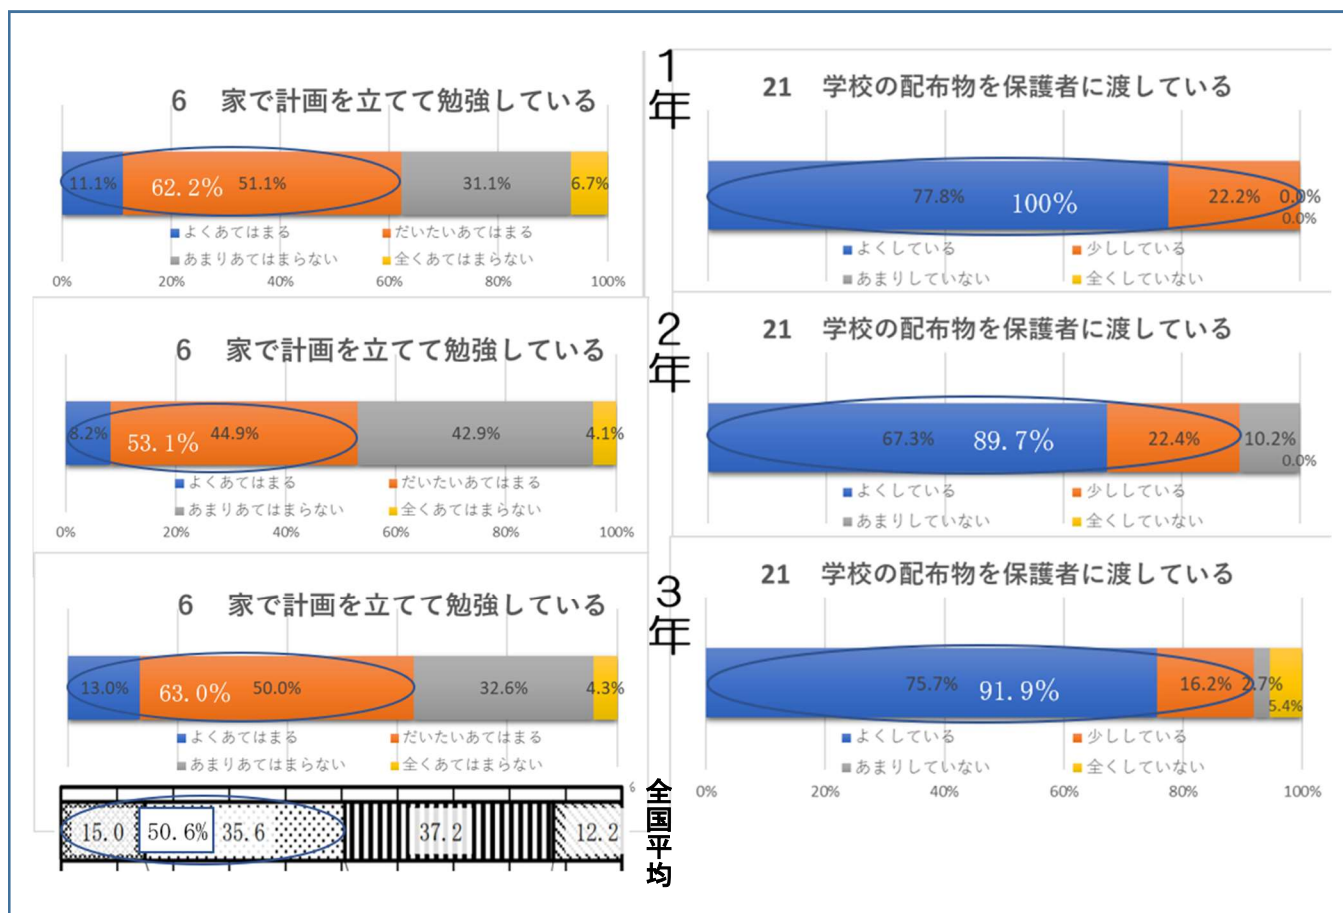 1年
6 家で計画を立てて勉強している
11.1% 62.2% 51.1% 31.1% 6.7%
よくあてはまる だいたいあてはまる
あまりあてはまらない 全くあてはまらない
0% 20% 40% 60% 80% 100%
21 学校の配布物を保護者に渡している
77.8% 100% 22.2% 0.0%
0.0%
よくしている 少ししている
あまりしていない 全くしていない
0% 20% 40% 60% 80% 100%
2年
6 家で計画を立てて勉強している
8.2% 53.1% 44.9% 42.9% 4.1%
よくあてはまる だいたいあてはまる
あまりあてはまらない 全くあてはまらない
0% 20% 40% 60% 80% 100%
21 学校の配布物を保護者に渡している
67.3% 89.7% 22.4% 10.2%
0.0%
よくしている 少ししている
あまりしていない 全くしていない
0% 20% 40% 60% 80% 100%
3年
6 家で計画を立てて勉強している
13.0% 63.0% 50.0% 32.6% 4.3%
よくあてはまる だいたいあてはまる
あまりあてはまらない 全くあてはまらない
%
21 学校の配布物を保護者に渡している
75.7% 91.9% 16.2% 2.7%
5.4%
よくしている 少ししている
あまりしていない 全くしていない
0% 20% 40% 60% 80% 100%
全国平均
15.0 50.6% 35.6 37.2 12.2